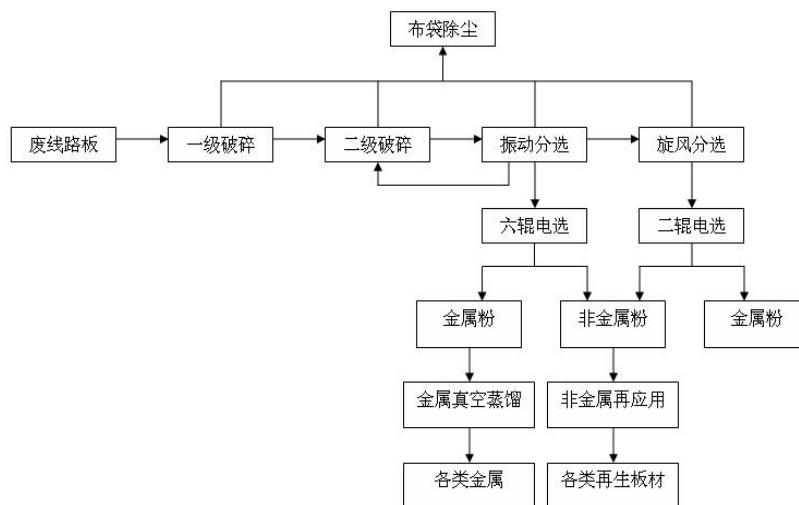 布袋除尘
废线路板
一级破碎
二级破碎
振动分选
旋风分选
六辊电选
二辊电选
金属粉
非金属粉
金属粉
金属真空蒸馏
非金属再应用
各类金属
各类再生板材